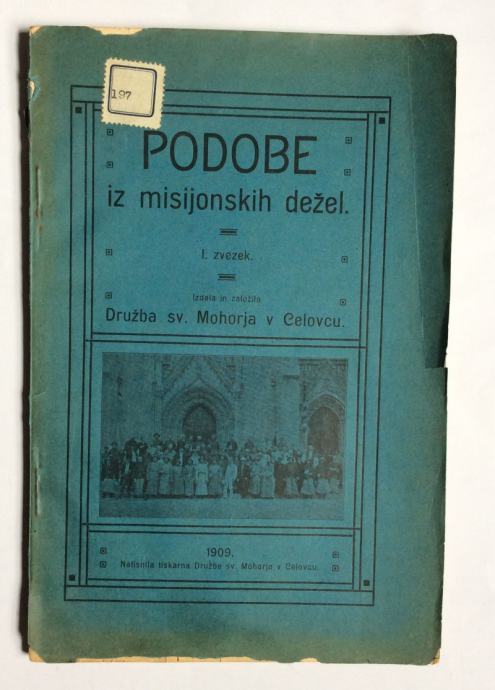 197
PODOBE
iz misijonskih dežel.
I. zvezek.
Izdala in založila
Družba sv. Mohorja v Celovcu.
1909.
Natisnila tiskarna Družbe sv. Mohorja v Celovcu.